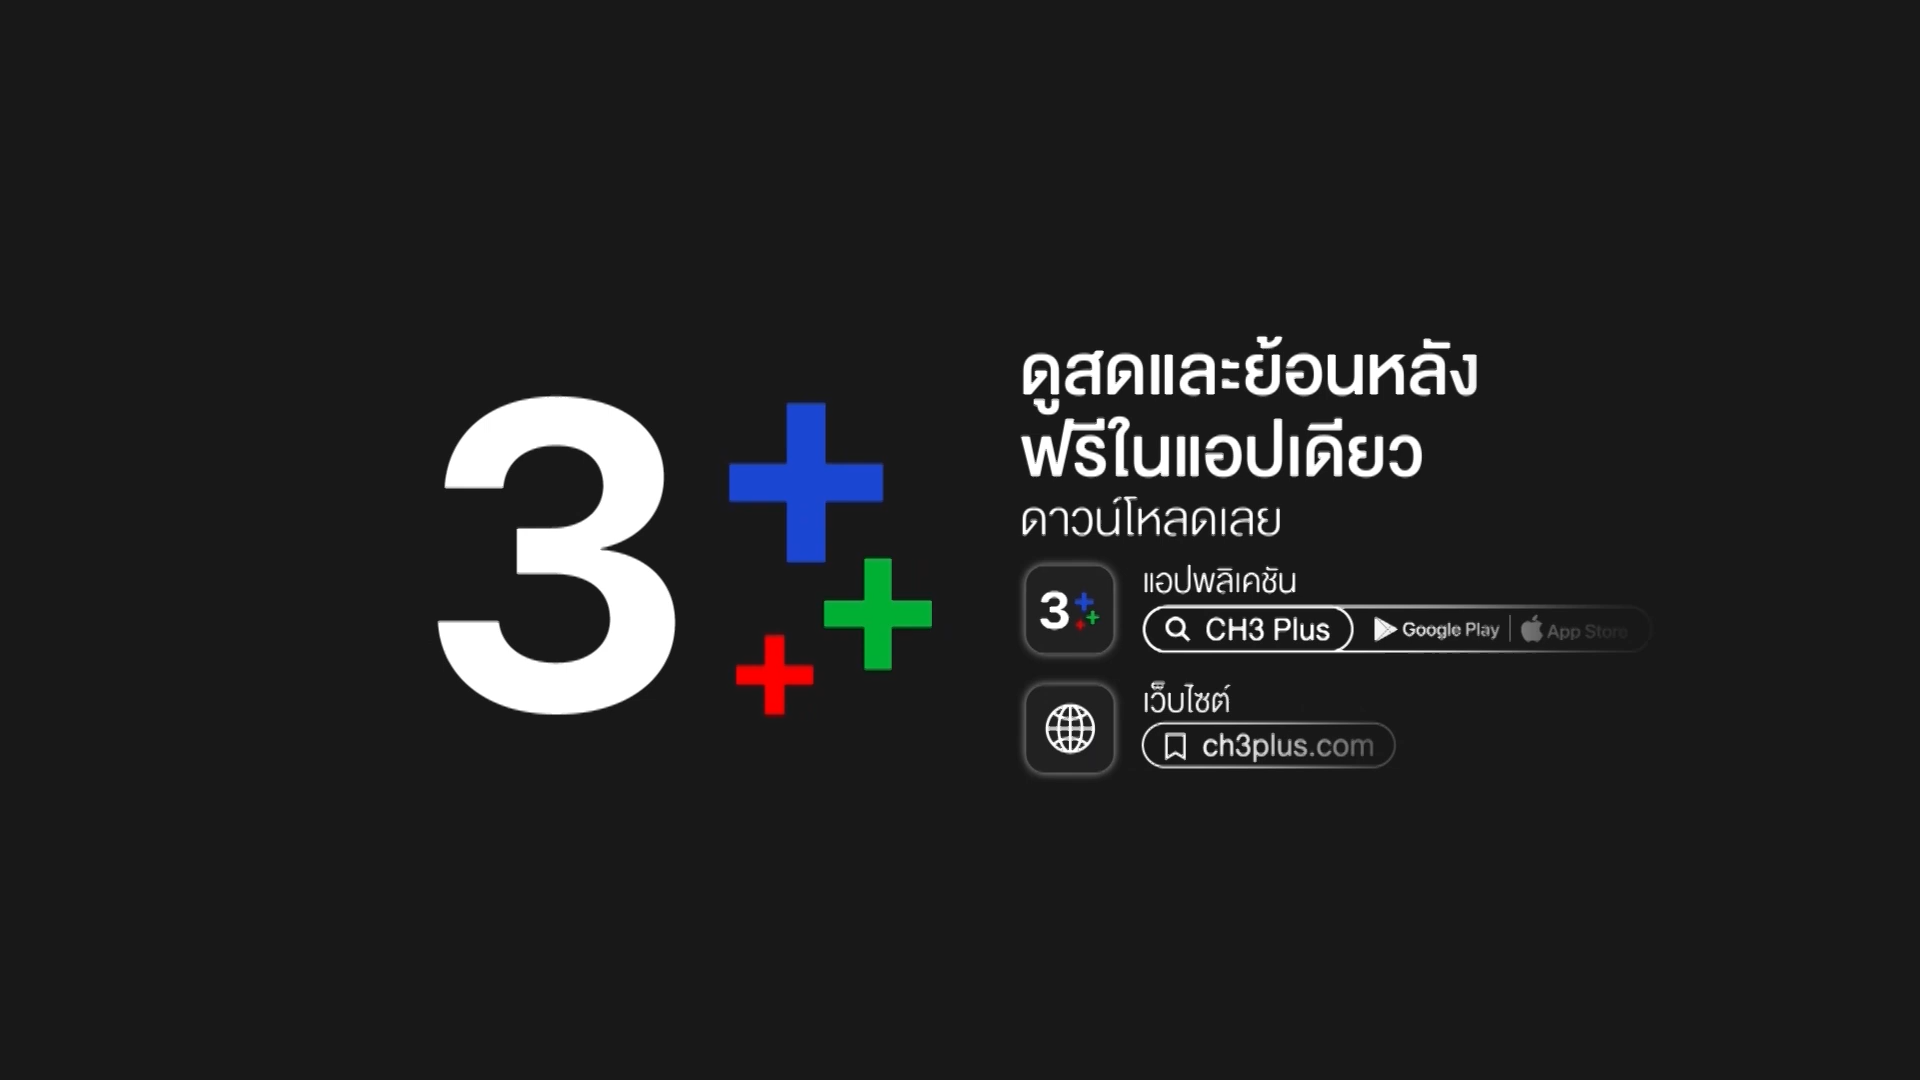 3
ดูสดและย้อนหลัง
ฟรีในแอปเดียว
ดาวน์โหลดเลย
แอปพลิเคชัน
3 CH3 Plus Google Play App Store
เว็บไซต์
ch3plus.com